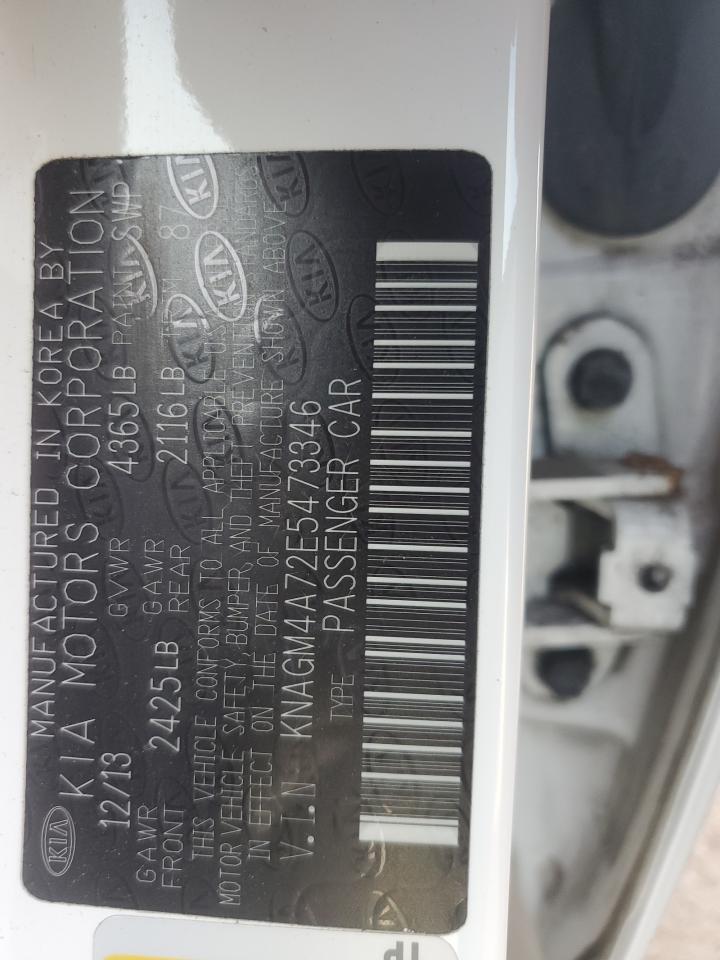 KIA
MANUFACTURED IN KOREA BY
KIA MOTORS CORPORATION
12/13 GVWR 4365LB PAINT SWP
GAWR FRONT 2425LB GAWR REAR 2116LB 87
THIS VEHICLE CONFORMS TO ALL APPLICABLE US
MOTOR VEHICLE SAFETY, BUMPER, AND THEFT PREVENTION STANDARDS
IN EFFECT ON THE DATE OF MANUFACTURE SHOWN ABOVE
V.I.N KNAGM4A72E5473346
TYPE PASSENGER CAR